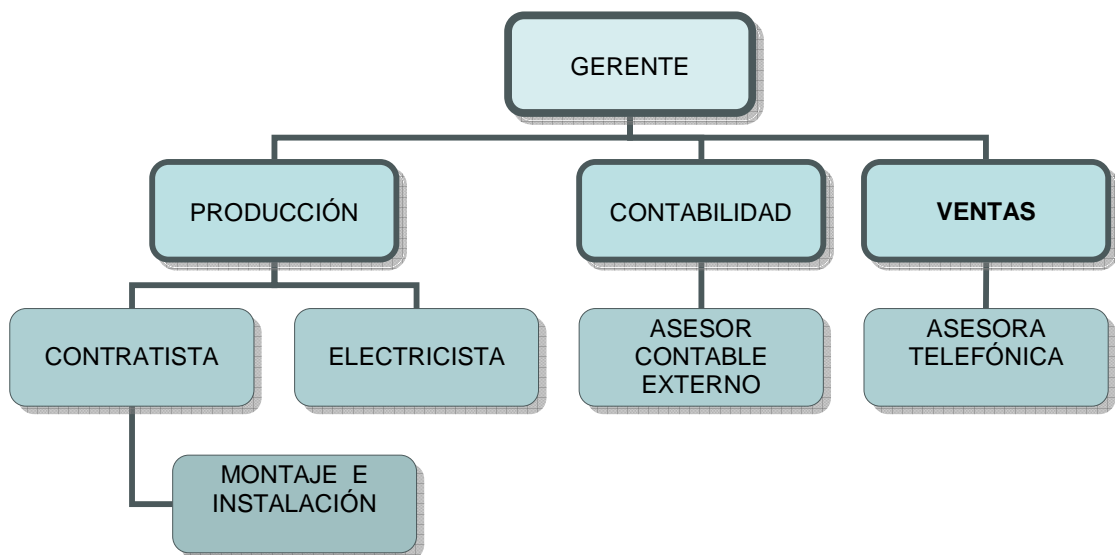 GERENTE
PRODUCCIÓN
CONTABILIDAD
VENTAS
CONTRATISTA
ELECTRICISTA
ASESOR
CONTABLE
EXTERNO
ASESORA
TELEFÓNICA
MONTAJE E
INSTALACIÓN